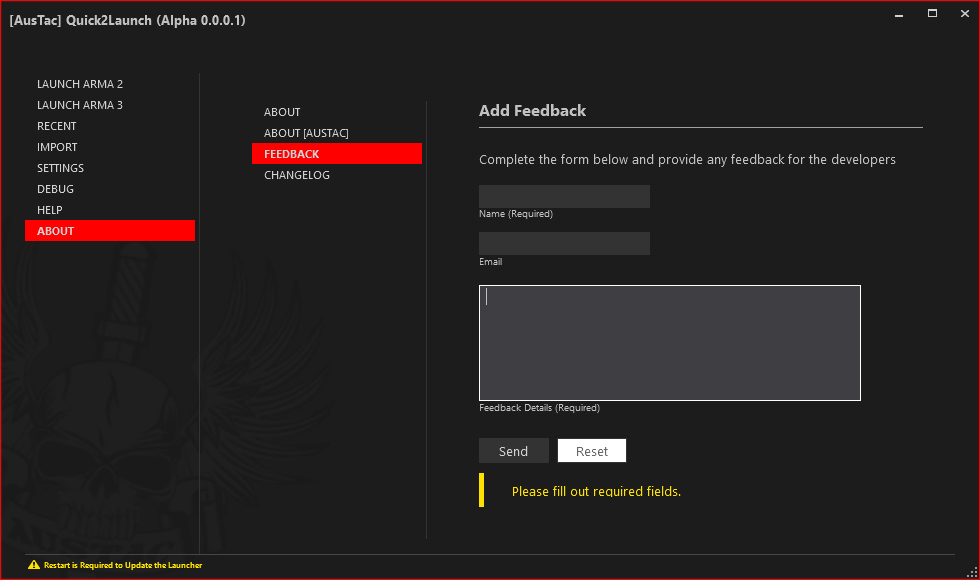 [AusTac] Quick2Launch (Alpha 0.0.0.1)
LAUNCH ARMA 2
LAUNCH ARMA 3
RECENT
IMPORT
SETTINGS
DEBUG
HELP
ABOUT
ABOUT
ABOUT [AUSTAC]
FEEDBACK
CHANGELOG
Add Feedback
Complete the form below and provide any feedback for the developers
Name (Required)
Email
Feedback Details (Required)
Send
Reset
Please fill out required fields.
AUSTAC
Restart is Required to Update the Launcher